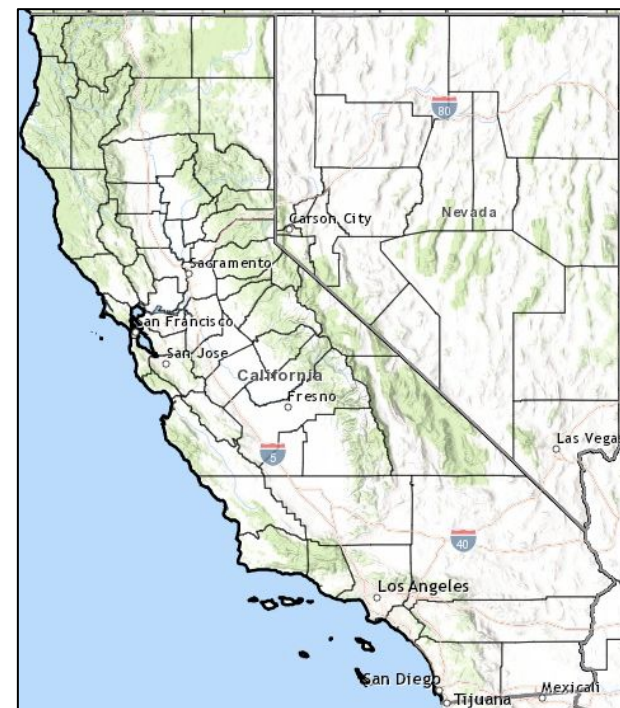 80
Carson City
Nevada
Sacramento
San Francisco
San Jose
California
Fresno
Las Vega
5
40
Los Angeles
San Diego
Mexicali
Tijuana